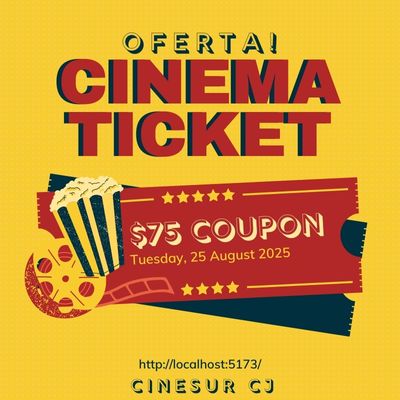 OFERTA!
CINEMA
TICKET
$75 COUPON
Tuesday, 25 August 2025
http://localhost:5173/
CINESUR CJ